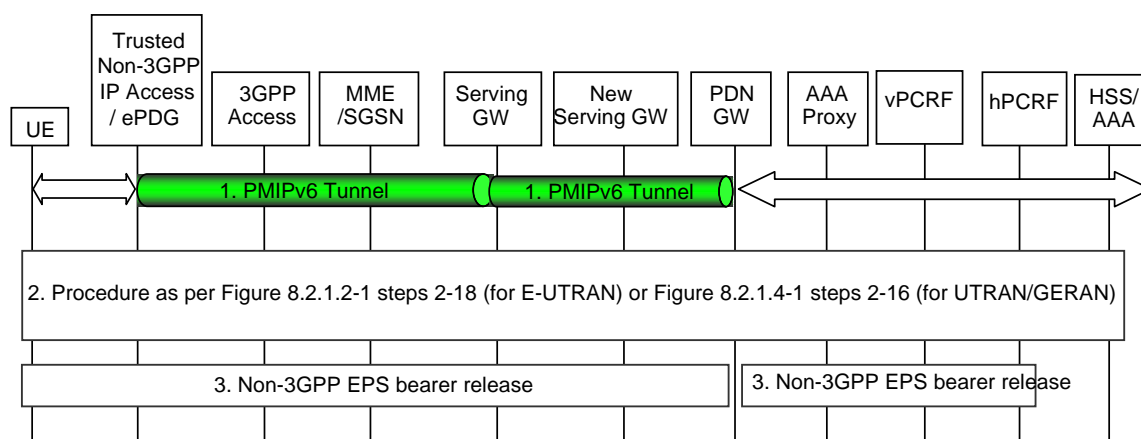 Trusted
Non-3GPP
IP Access
/ ePDG
UE
3GPP
Access
MME
/SGSN
Serving
GW
New
Serving GW
PDN
GW
AAA
Proxy
vPCRF
hPCRF
HSS/
AAA
1. PMIPv6 Tunnel
1. PMIPv6 Tunnel
2. Procedure as per Figure 8.2.1.2-1 steps 2-18 (for E-UTRAN) or Figure 8.2.1.4-1 steps 2-16 (for UTRAN/GERAN)
3. Non-3GPP EPS bearer release
3. Non-3GPP EPS bearer release